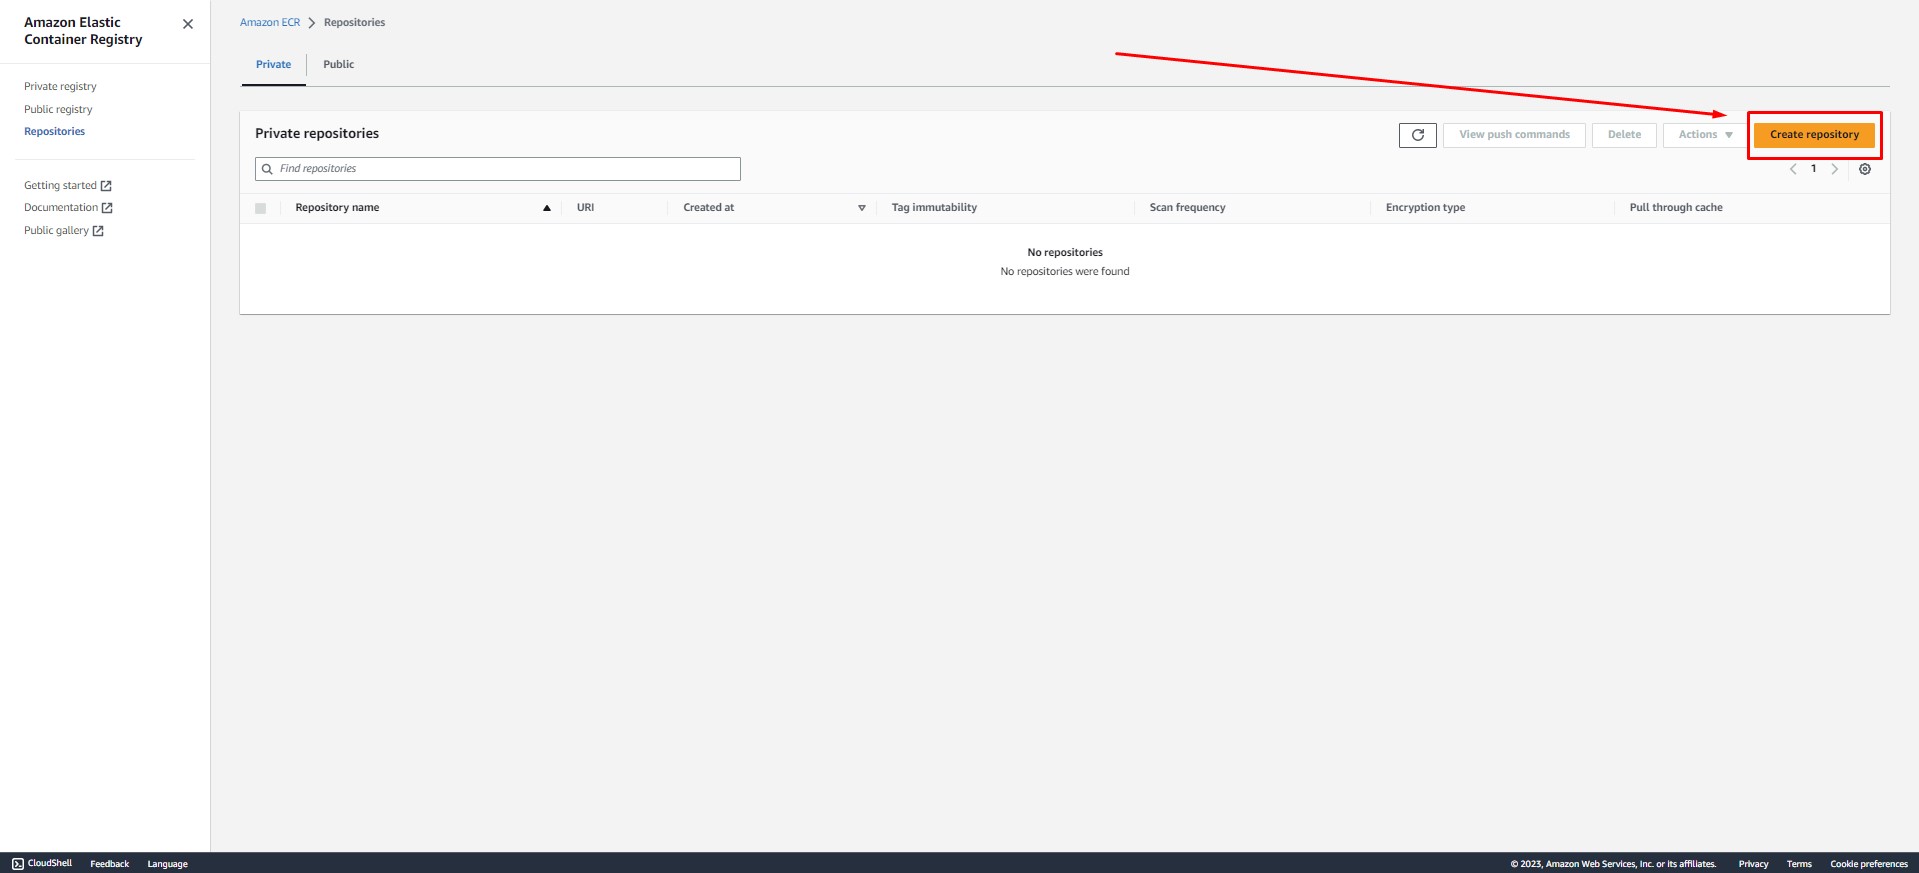 Amazon Elastic
Container Registry
Private registry
Public registry
Repositories
Getting started
Documentation
Public gallery
Amazon ECR Repositories
Private Public
Private repositories
View push commands Delete Actions Create repository
Find repositories
1
Repository name URI Created at Tag immutability Scan frequency Encryption type Pull through cache
No repositories
No repositories were found
CloudShell Feedback Language © 2023, Amazon Web Services, Inc. or its affiliates. Privacy Terms Cookie preferences